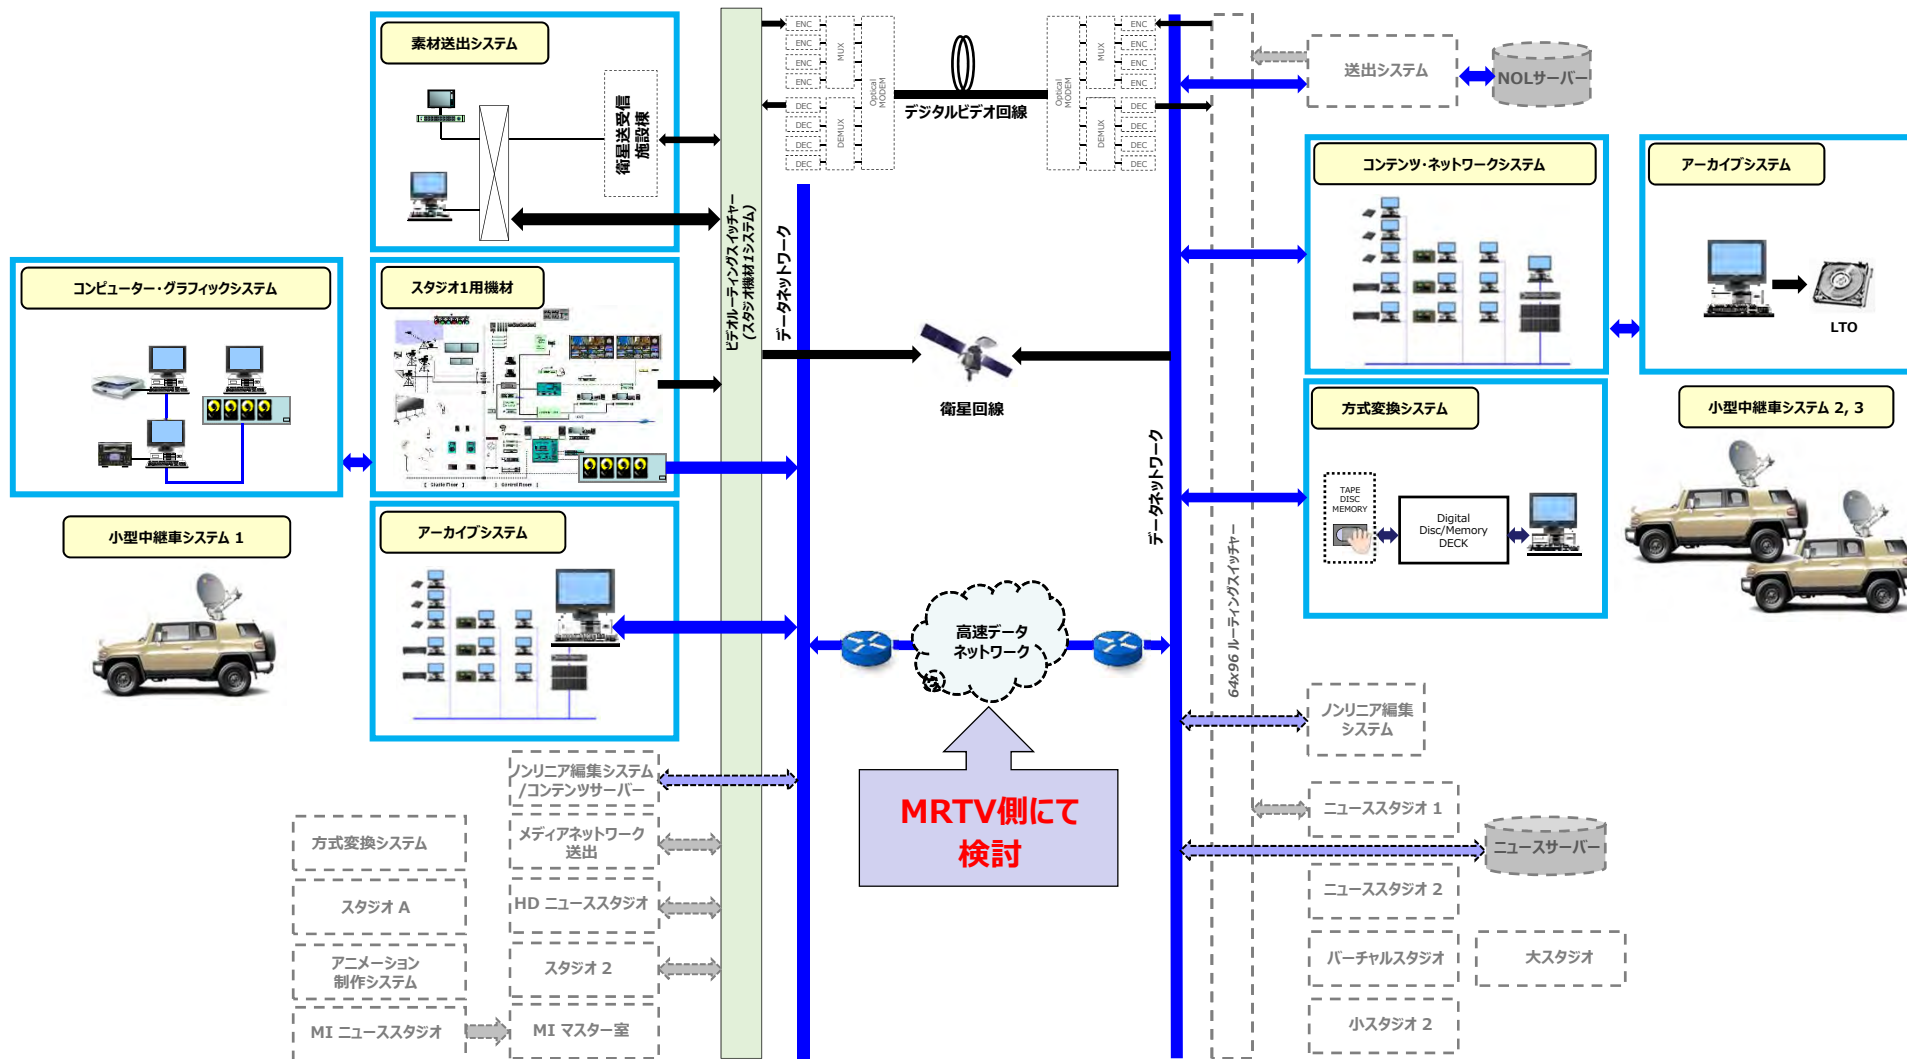 素材送出システム
衛星送受信
施設棟
コンピューター・グラフィックシステム
スタジオ1用機材
[ Studio Floor ] [ Control Room ]
小型中継車システム 1
アーカイブシステム
ノンリニア編集システム
/コンテンツサーバー
メディアネットワーク
送出
方式変換システム
スタジオ A
HD ニューススタジオ
アニメーション
制作システム
スタジオ 2
MI ニューススタジオ
MI マスター室
ビデオルーティングスイッチャー
(スタジオ機材1システム)
データネットワーク
ENC
ENC
ENC
ENC
DEC
DEC
DEC
DEC
MUX
DEMUX
Optical
MODEM
デジタルビデオ回線
Optical
MODEM
MUX
DEMUX
ENC
ENC
ENC
ENC
DEC
DEC
DEC
DEC
衛星回線
高速データ
ネットワーク
MRTV側にて
検討
データネットワーク
64x96 ルーティングスイッチャー
送出システム
NOLサーバー
コンテンツ・ネットワークシステム
アーカイブシステム
LTO
方式変換システム
TAPE
DISC
MEMORY
Digital
Disc/Memory
DECK
小型中継車システム 2, 3
ノンリニア編集
システム
ニューススタジオ 1
ニュースサーバー
ニューススタジオ 2
バーチャルスタジオ
大スタジオ
小スタジオ 2